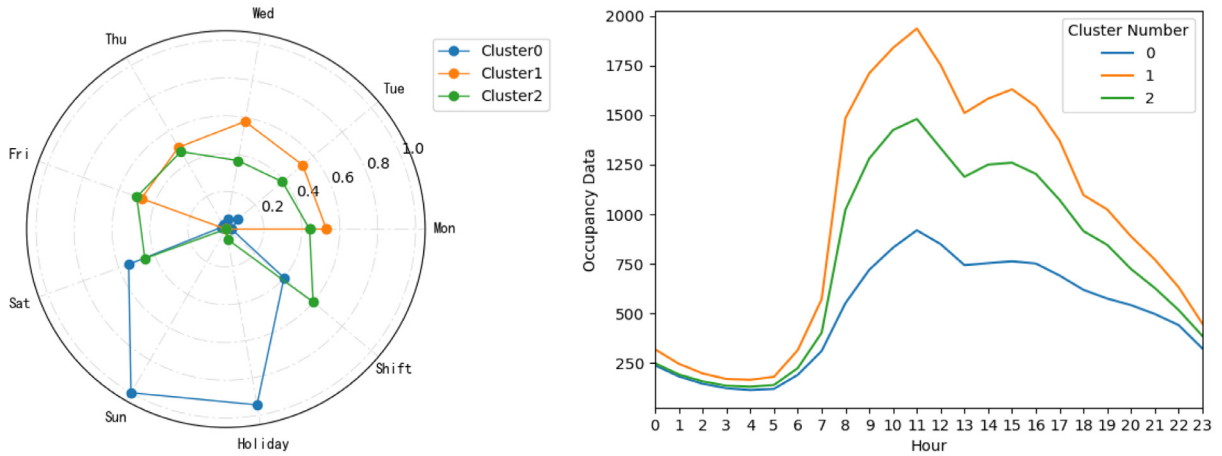 Wed
Thu
Tue
Fri
Mon
Sat
Shift
Sun
Holiday
0.2
0.4
0.6
0.8
1.0
Cluster0
Cluster1
Cluster2
2000
1750
1500
1250
1000
750
500
250
Occupancy Data
Cluster Number
0
1
2
0 1 2 3 4 5 6 7 8 9 10 11 12 13 14 15 16 17 18 19 20 21 22 23
Hour